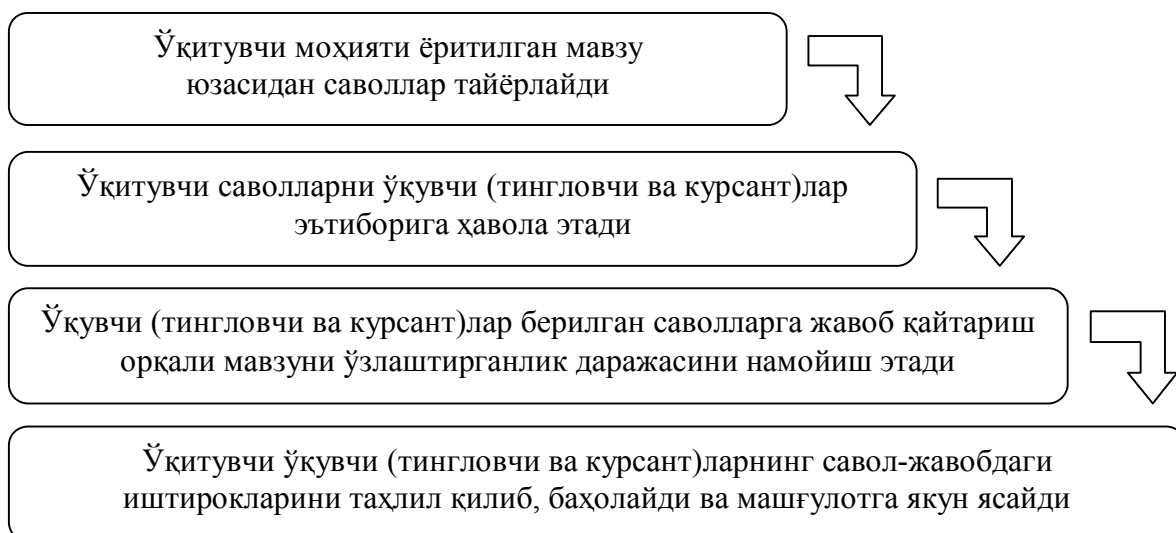 Ўқитувчи моҳияти ёритилган мавзу
юзасидан саволлар тайёрлайди
Ўқитувчи саволларни ўқувчи (тингловчи ва курсант)лар
эътиборига ҳавола этади
Ўқувчи (тингловчи ва курсант)лар берилган саволларга жавоб қайтариш
орқали мавзуни ўзлаштирганлик даражасини намойиш этади
Ўқитувчи ўқувчи (тингловчи ва курсант)ларнинг савол-жавобдаги
иштирокларини таҳлил қилиб, баҳолайди ва машғулотга якун ясайди